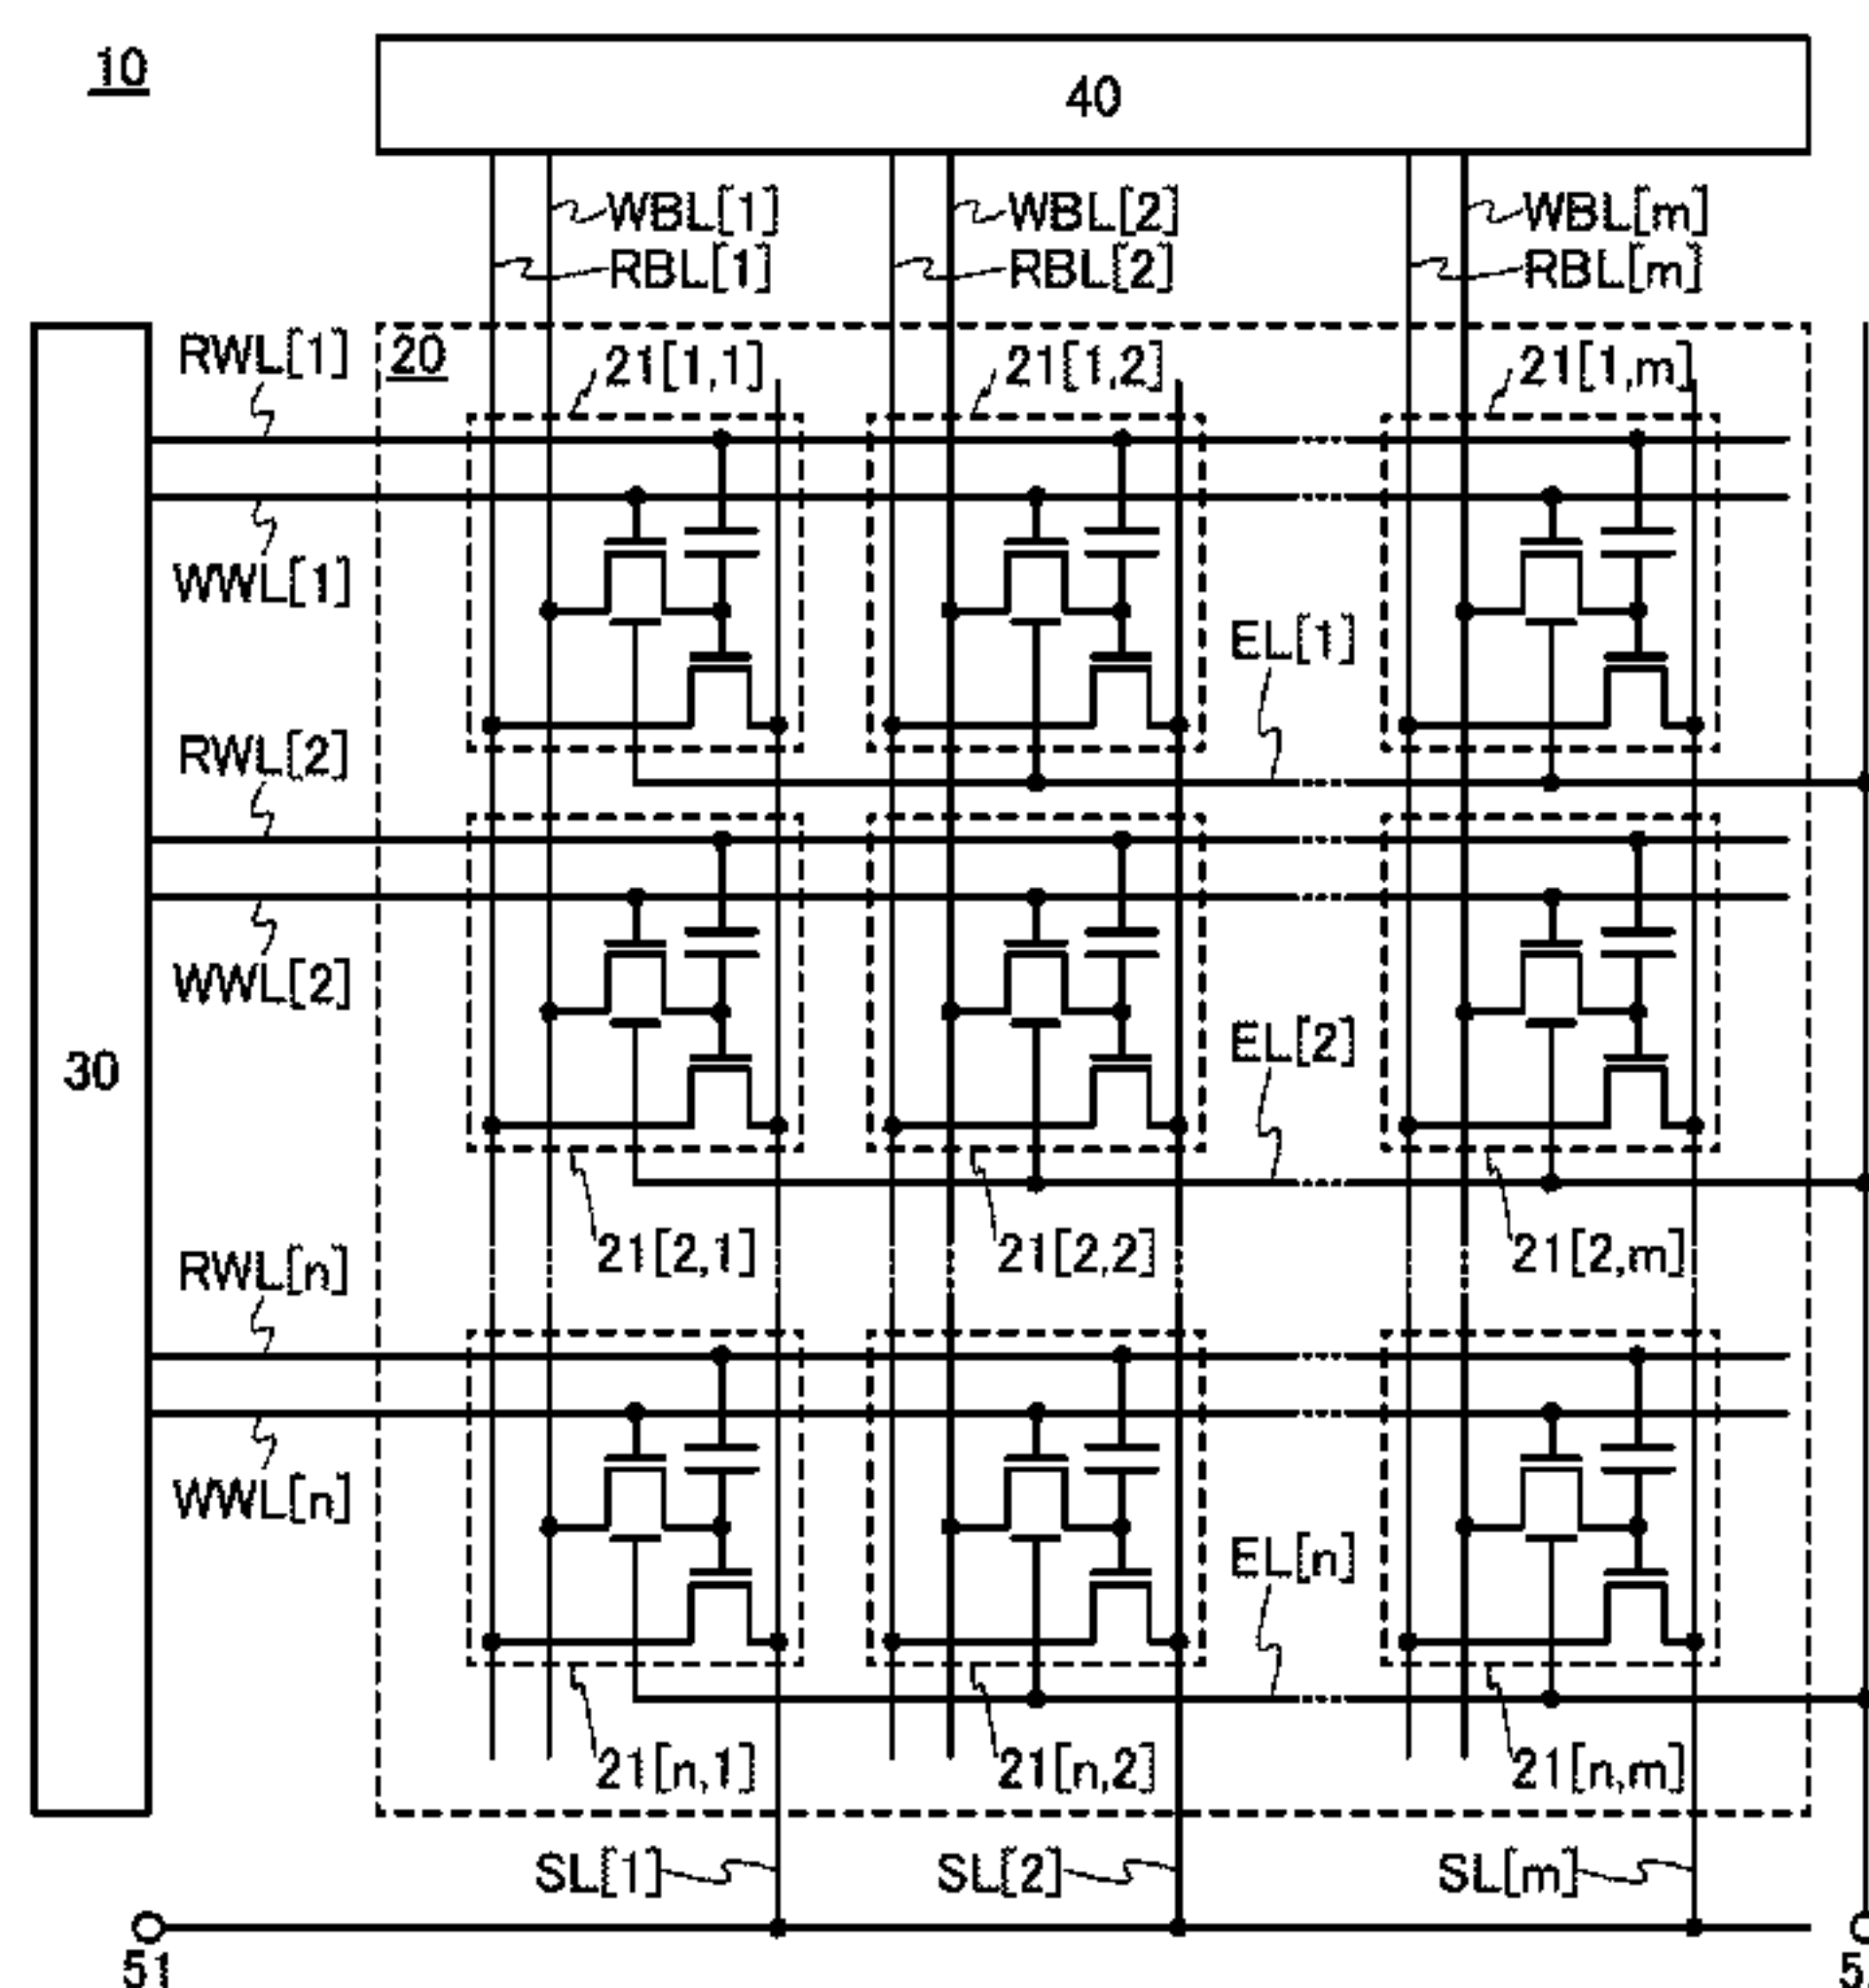 10
40
WBL[1] WBL[2] WBL[m]
RBL[1] RBL[2] RBL[m]
RWL[1] 20 21[1,1] 21[1,2] 21[1,m]
WWL[1]
EL[1]
RWL[2]
WWL[2]
EL[2]
30
21[2,1] 21[2,2] 21[2,m]
RWL[n]
WWL[n]
EL[n]
21[n,1] 21[n,2] 21[n,m]
SL[1] SL[2] SL[m]
51